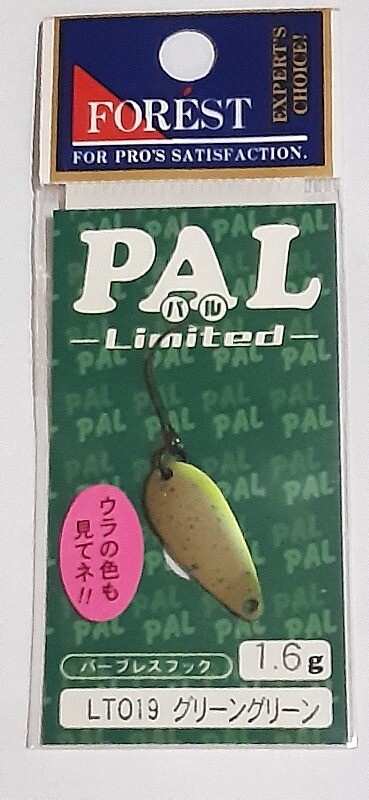 FORÉST
EXPERT'S
CHOICE!
FOR PRO'S SATISFACTION.
PAL
パル
Limited
ウラの色も
見てネ!!
バーブレスフック
1.6g
LT019 グリーングリーン